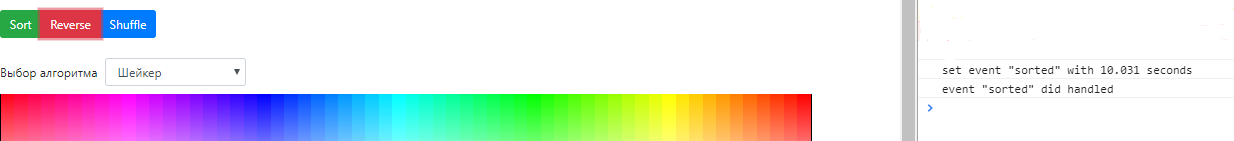 Sort Reverse Shuffle
Выбор алгоритма Шейкер
set event "sorted" with 10.031 seconds
event "sorted" did handled